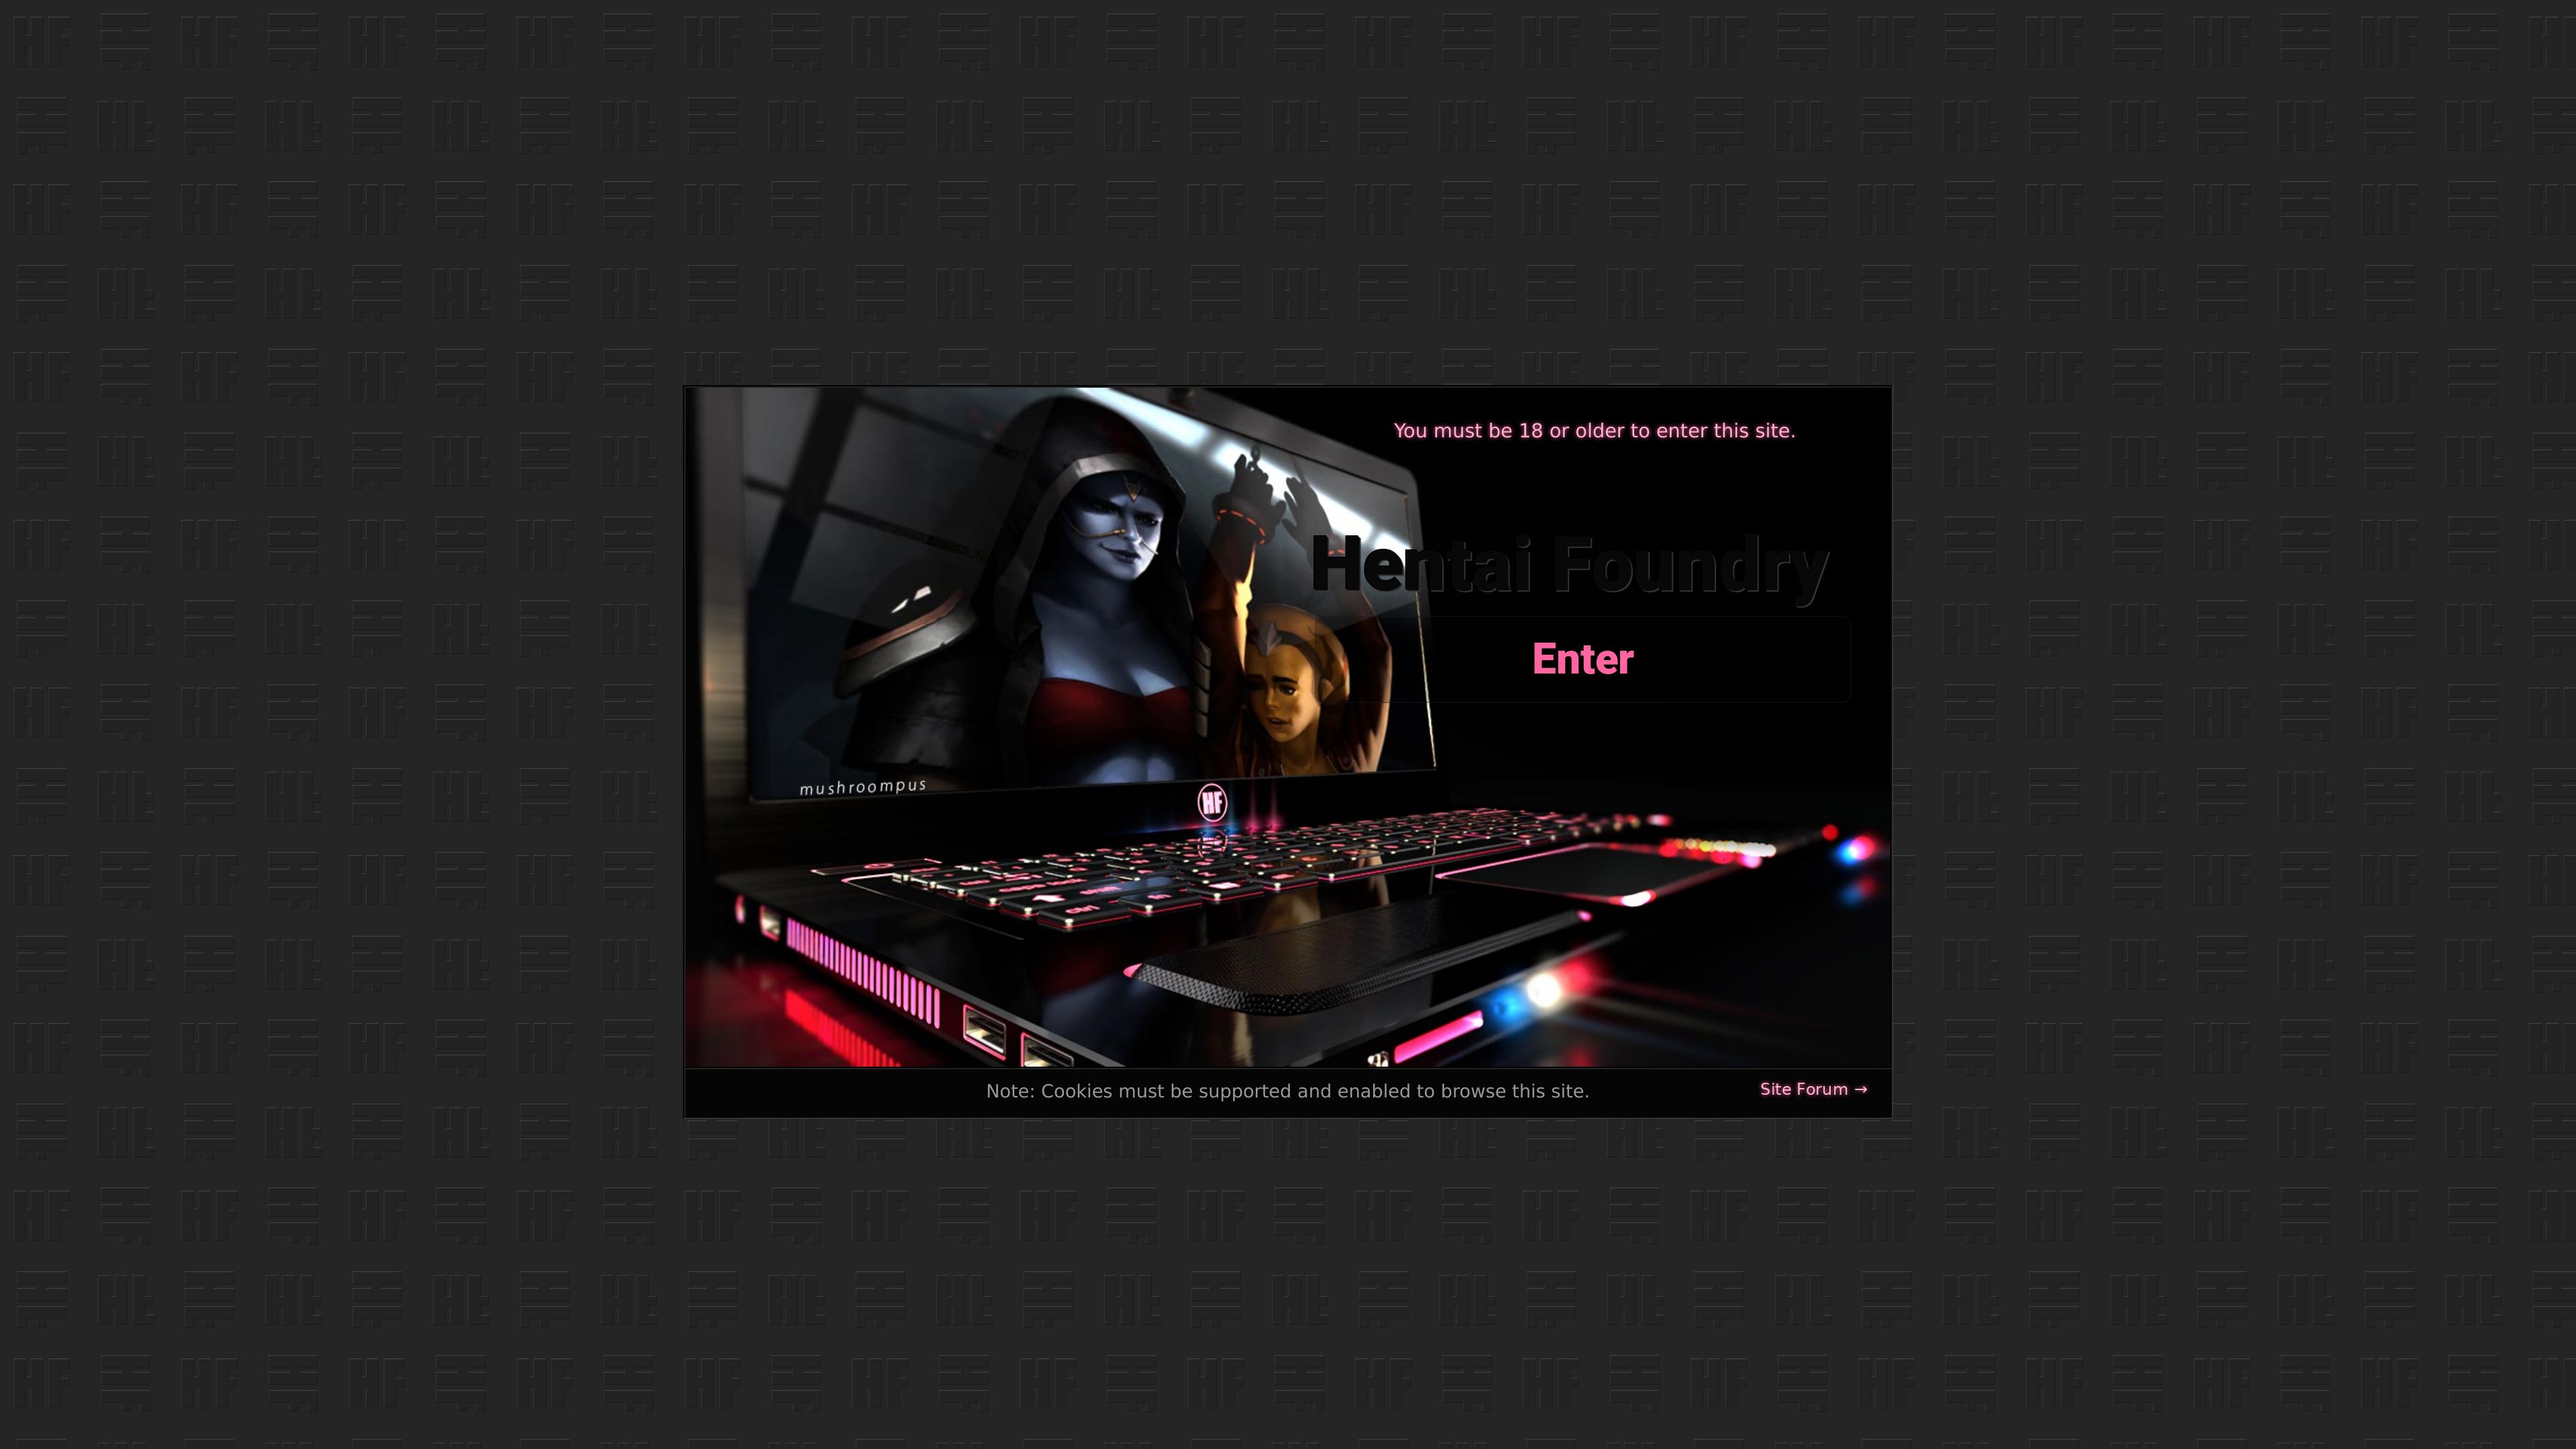 You must be 18 or older to enter this site.
Hentai Foundry
Enter
mushroompus
HF
Note: Cookies must be supported and enabled to browse this site.
Site Forum →